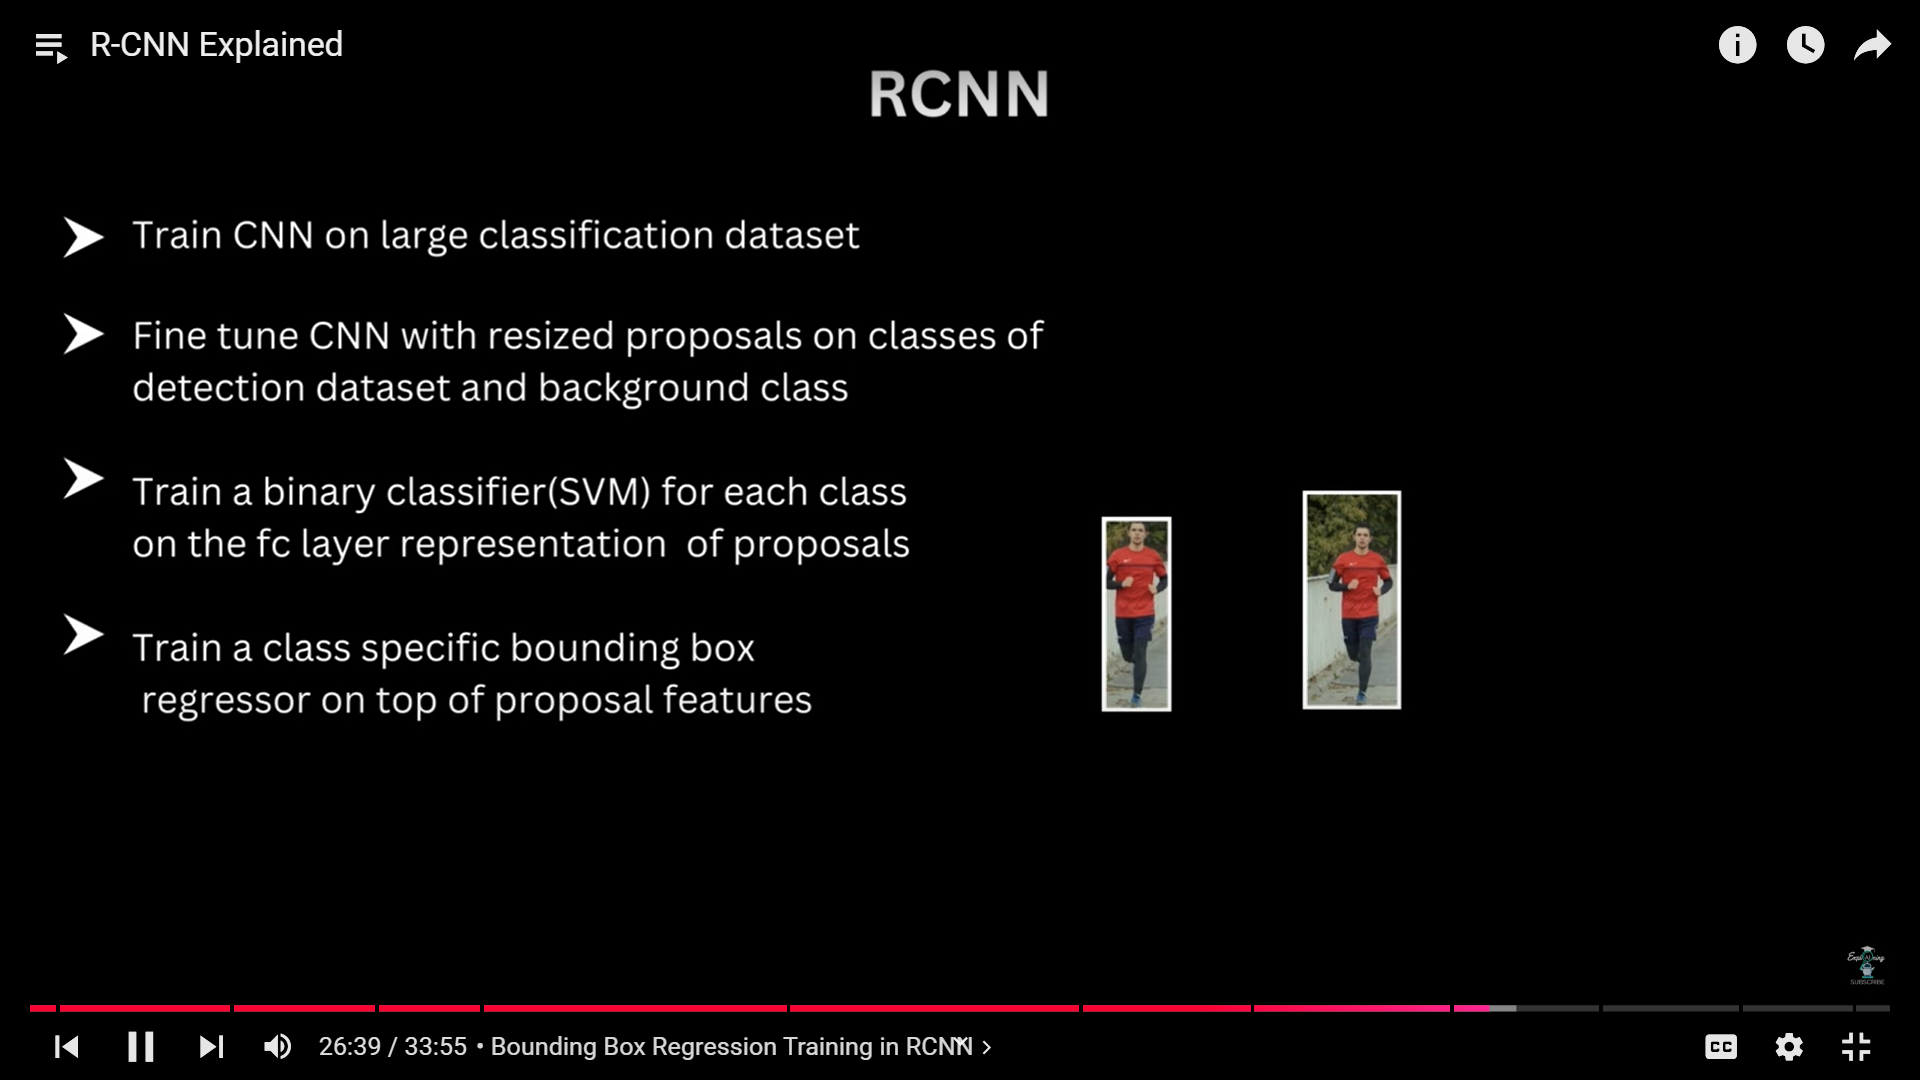 R-CNN Explained
RCNN
Train CNN on large classification dataset
Fine tune CNN with resized proposals on classes of
detection dataset and background class
Train a binary classifier(SVM) for each class
on the fc layer representation of proposals
Train a class specific bounding box
regressor on top of proposal features
SUBSCRIBE
26:39 / 33:55 • Bounding Box Regression Training in RCNN
CC